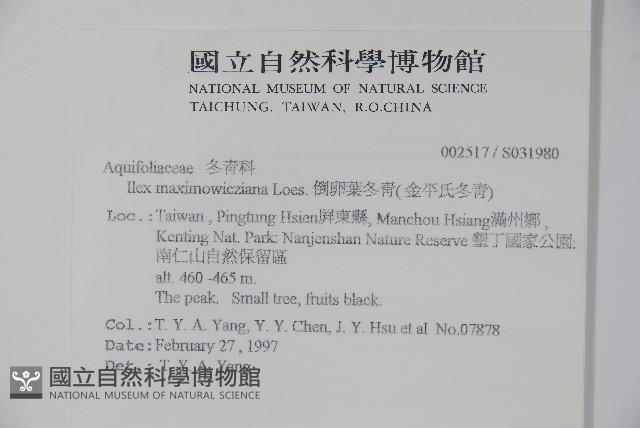 國立自然科學博物館
NATIONAL MUSEUM OF NATURAL SCIENCE
TAICHUNG, TAIWAN, R.O.CHINA
002517 / S031980
Aquifoliaceae 冬青科
Ilex maximowicziana Loes. 倒卵葉冬青( 金平氏冬青)
Loc.:Taiwan , Pingtung Hsien屏東縣, Manchou Hsiang滿州鄉 ,
Kenting Nat. Park: Nanjenshan Nature Reserve 墾丁國家公園:
南仁山自然保留區
alt. 460 -465 m.
The peak. Small tree, fruits black.
Col.:T. Y. A. Yang, Y. Y. Chen, J. Y. Hsu et al No.07878
Date:February 27 , 1997
Det.:T. Y. A. Yang
國立自然科學博物館
NATIONAL MUSEUM OF NATURAL SCIENCE